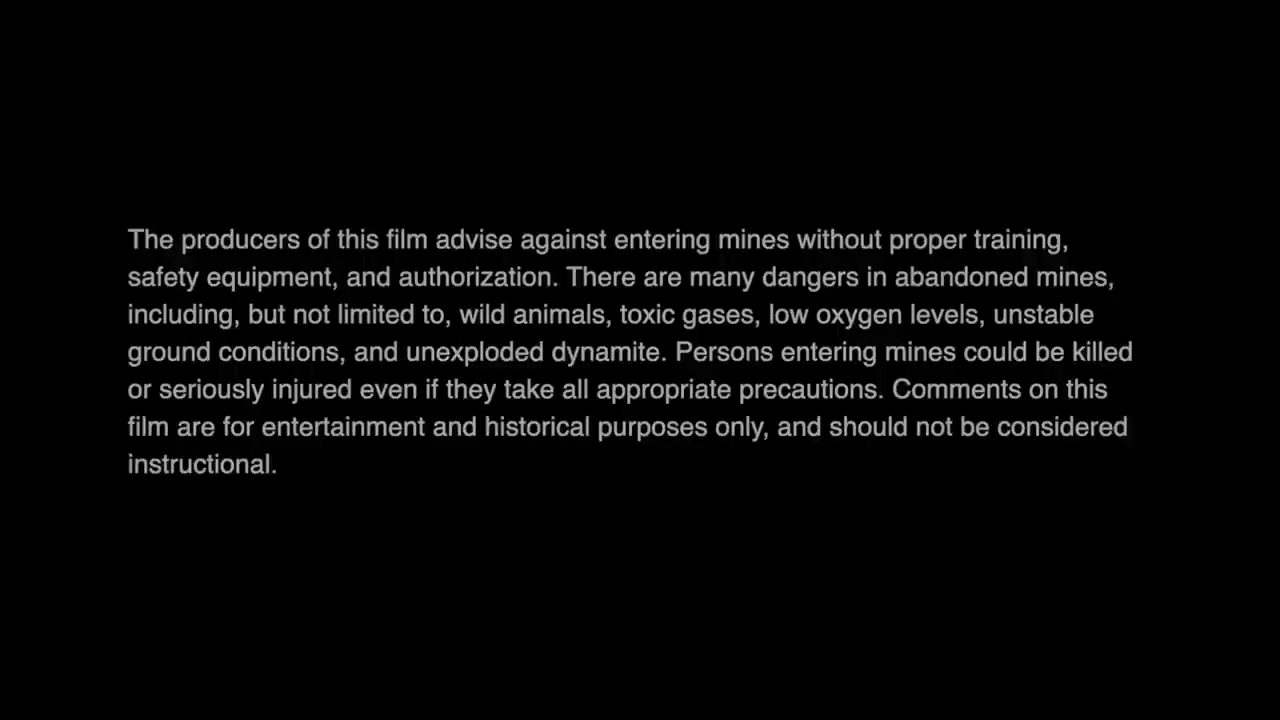 The producers of this film advise against entering mines without proper training,
safety equipment, and authorization. There are many dangers in abandoned mines,
including, but not limited to, wild animals, toxic gases, low oxygen levels, unstable
ground conditions, and unexploded dynamite. Persons entering mines could be killed
or seriously injured even if they take all appropriate precautions. Comments on this
film are for entertainment and historical purposes only, and should not be considered
instructional.